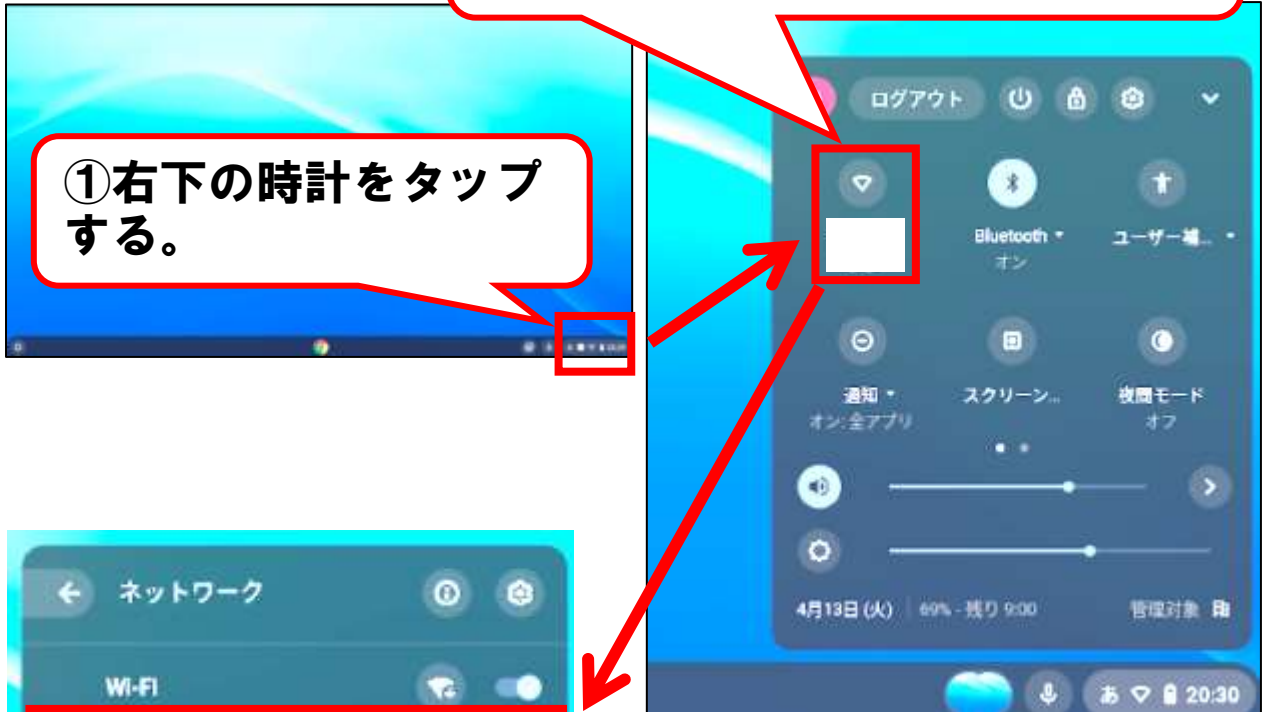 ①右下の時計をタップ
する。
ログアウト
Bluetooth
オン
ユーザー補...
通知
オン: 全アプリ
スクリーン...
夜間モード
オフ
4月13日 (火) 69% - 残り 9:00 管理対象
あ 20:30
ネットワーク
Wi-Fi